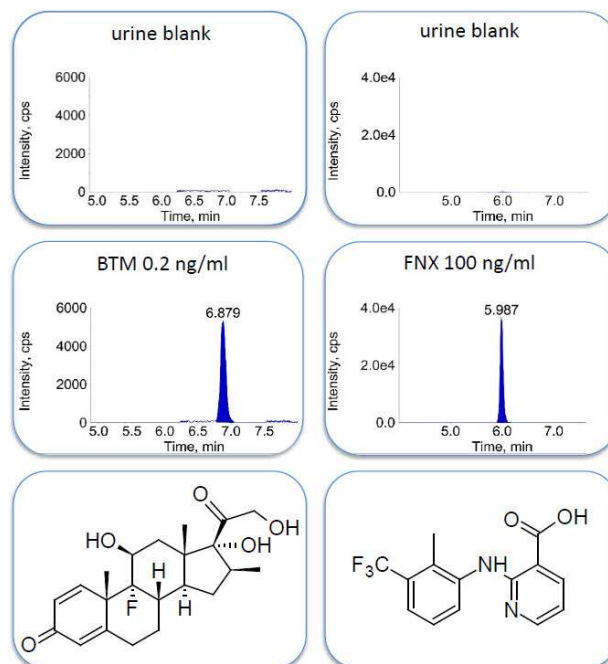 urine blank
6000
4000
2000
0
Intensity, cps
5.0 5.5 6.0 6.5 7.0 7.5
Time, min
urine blank
4.0e4
2.0e4
0.0
Intensity, cps
5.0 6.0 7.0
Time, min
BTM 0.2 ng/ml
6000
4000
2000
0
Intensity, cps
6.879
5.0 5.5 6.0 6.5 7.0 7.5
Time, min
FNX 100 ng/ml
4.0e4
2.0e4
0.0
Intensity, cps
5.987
5.0 6.0 7.0
Time, min
O
OH
HO
OH
H
F
H
O
O
OH
F3C
NH
N